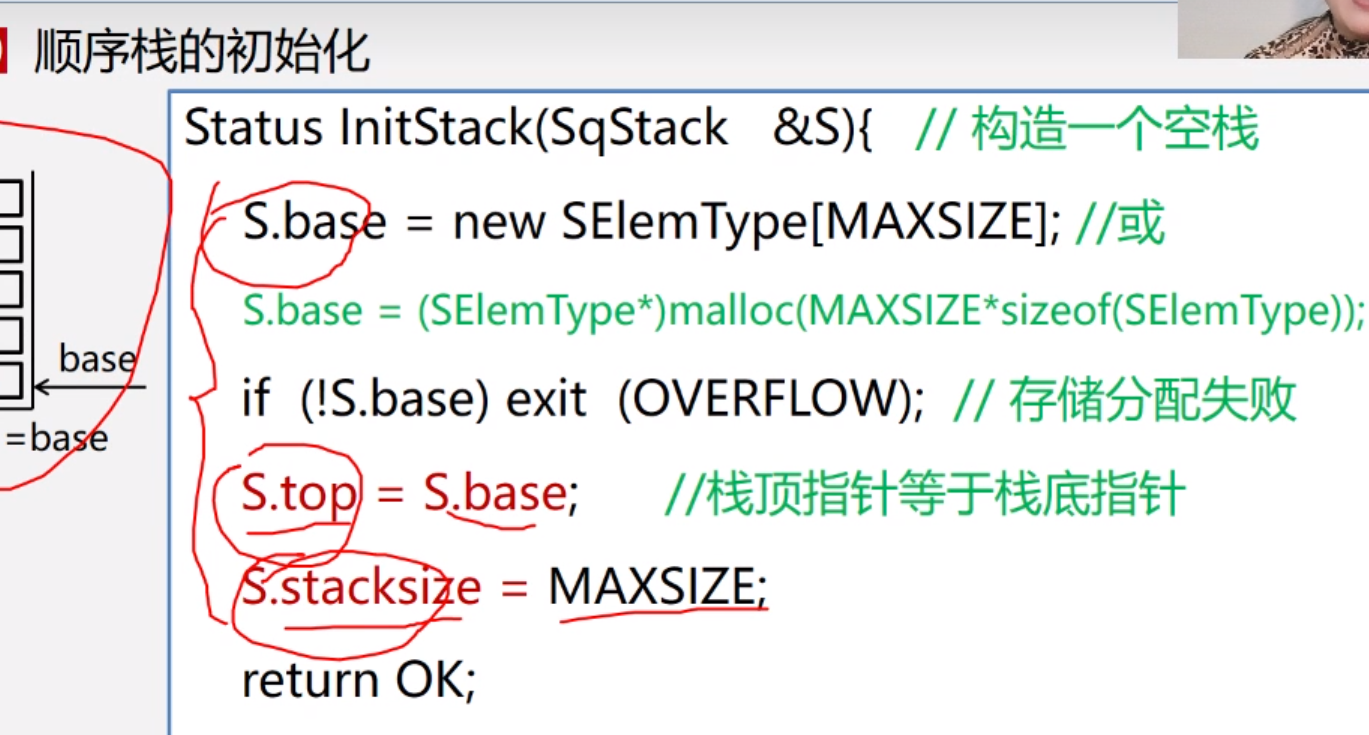 顺序栈的初始化
Status InitStack(SqStack &S){ // 构造一个空栈
S.base = new SElemType[MAXSIZE]; //或
S.base = (SElemType*)malloc(MAXSIZE*sizeof(SElemType));
base
if (!S.base) exit (OVERFLOW); // 存储分配失败
=base
S.top = S.base; //栈顶指针等于栈底指针
S.stacksize = MAXSIZE;
return OK;